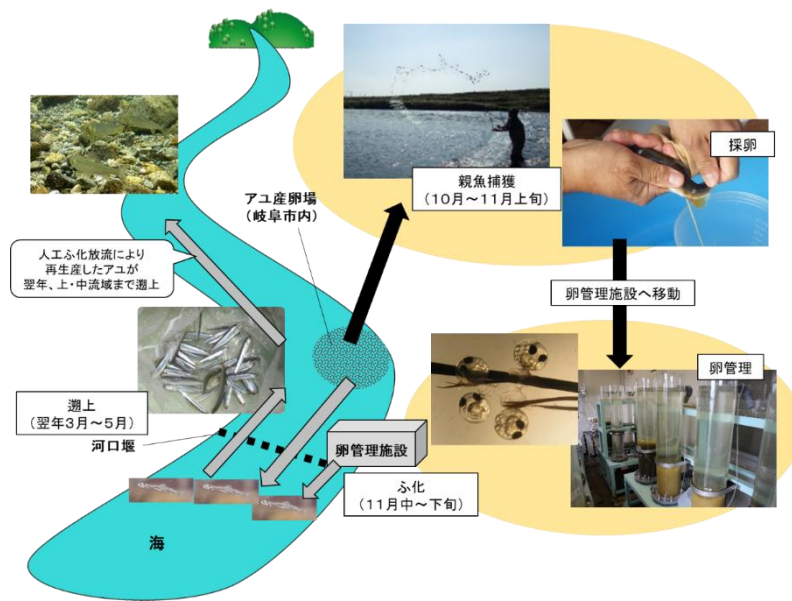 親魚捕獲
(10月～11月上旬)
採卵
アユ産卵場
(岐阜市内)
人工ふ化放流により
再生産したアユが
翌年、上・中流域まで遡上
卵管理施設へ移動
卵管理
遡上
(翌年3月～5月)
河口堰
卵管理施設
ふ化
(11月中～下旬)
海